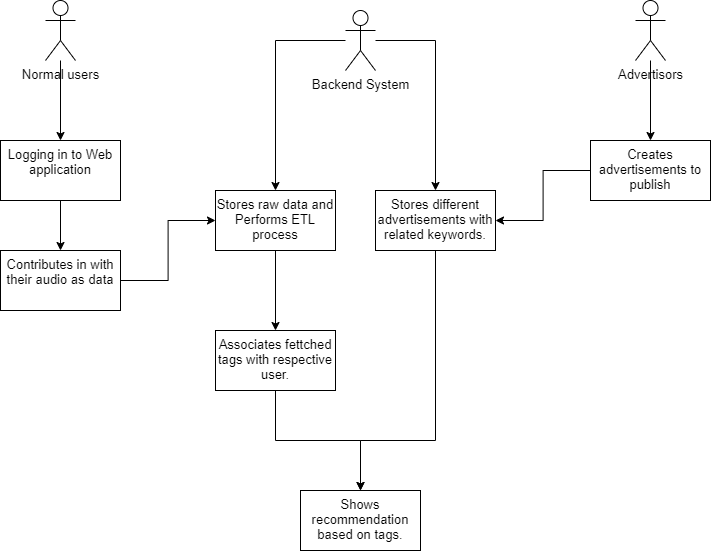 Normal users
Backend System
Advertisors
Logging in to Web
application
Creates
advertisements to
publish
Stores raw data and
Performs ETL
process
Stores different
advertisements with
related keywords.
Contributes in with
their audio as data
Associates fettched
tags with respective
user.
Shows
recommendation
based on tags.